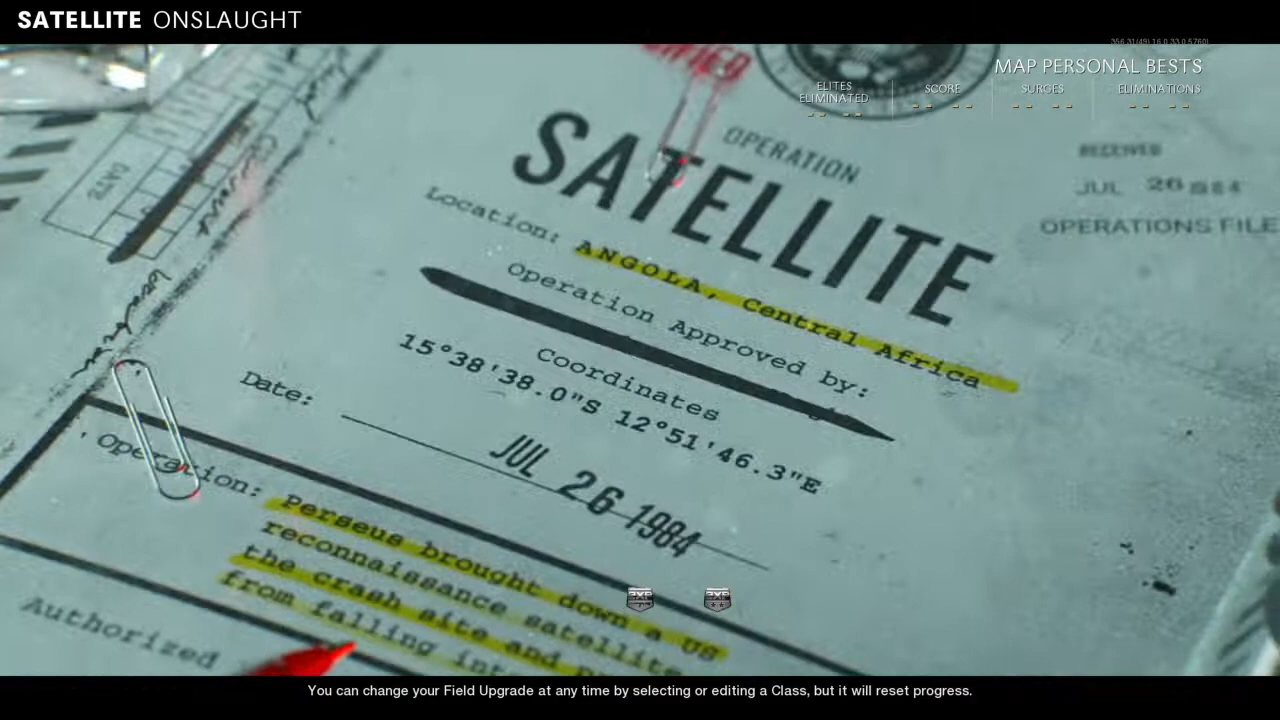 SATELLITE ONSLAUGHT
MAP PERSONAL BESTS
ELITES ELIMINATED
SCORE
SURGES
ELIMINATIONS
OPERATION
SATELLITE
RECEIVED
JUL 26 1984
OPERATIONS FILE
Location: ANGOLA, Central Africa
Operation Approved by:
Coordinates
15°38'38.0"S 12°51'46.3"E
Date:
JUL 26 1984
Operation: Perseus brought down a US
reconnaissance satellite
the crash site and
from falling
Authorized
You can change your Field Upgrade at any time by selecting or editing a Class, but it will reset progress.